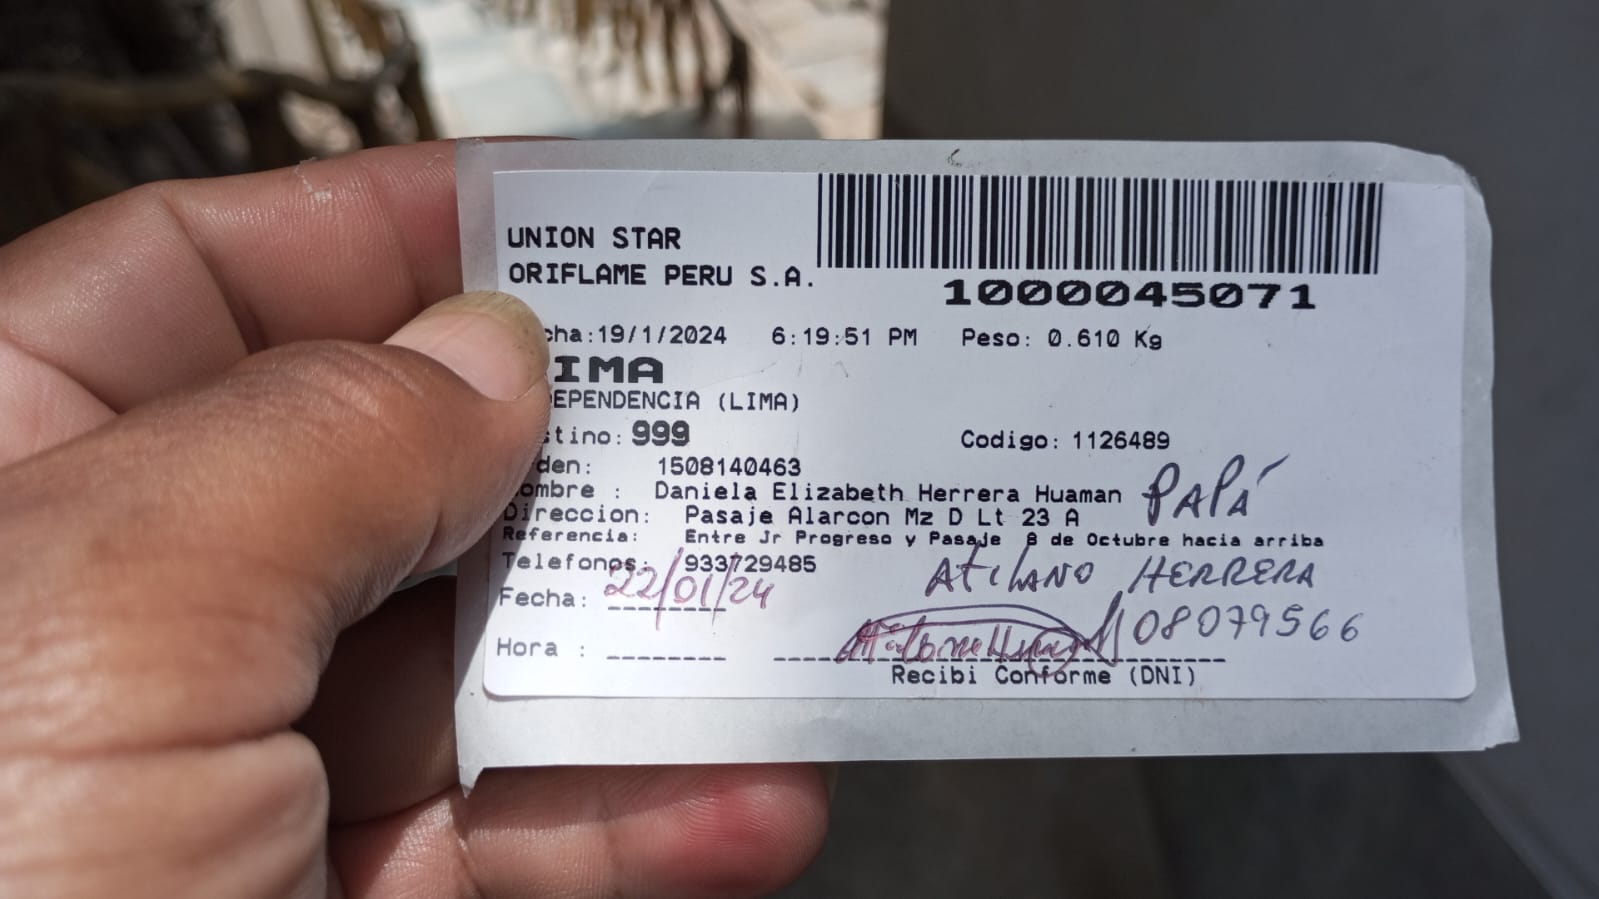 UNION STAR
ORIFLAME PERU S.A.
1000045071
cha:19/1/2024 6:19:51 PM Peso: 0.610 Kg
IMA
EPENDENCIA (LIMA)
stino: 999 Codigo: 1126489
den: 1508140463
ombre : Daniela Elizabeth Herrera Huaman PAPÁ
Direccion: Pasaje Alarcon Mz D Lt 23 A
Referencia: Entre Jr Progreso y Pasaje 8 de Octubre hacia arriba
Telefonos: 933729485 ATILANO HERRERA
Fecha: 22/01/24
08079566
Hora :
Recibi Conforme (DNI)